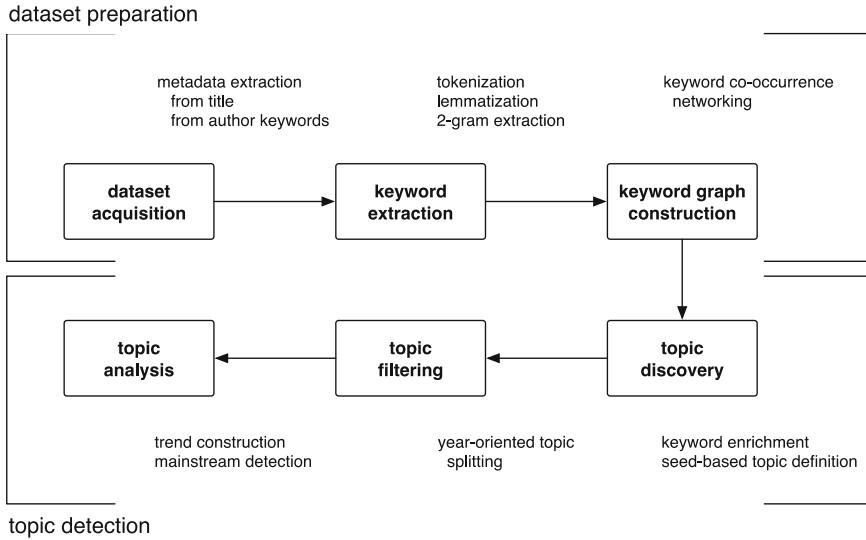 dataset preparation
metadata extraction
from title
from author keywords
tokenization
lemmatization
2-gram extraction
keyword co-occurrence
networking
dataset
acquisition
keyword
extraction
keyword graph
construction
topic
analysis
topic
filtering
topic
discovery
trend construction
mainstream detection
year-oriented topic
splitting
keyword enrichment
seed-based topic definition
topic detection